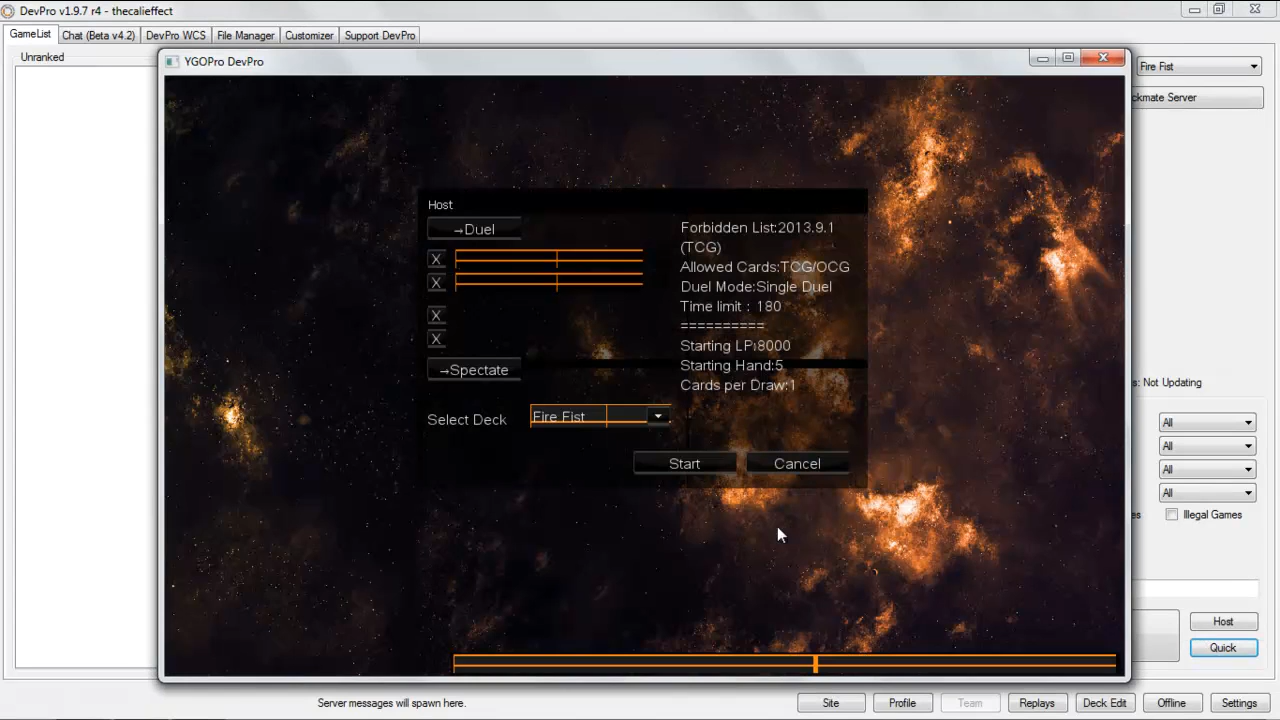 DevPro v1.9.7 r4 - thecalieffect
GameList
Chat (Beta v4.2)
DevPro WCS
File Manager
Customizer
Support DevPro
Unranked
YGOPro DevPro
Fire Fist
ckmate Server
Host
→Duel
X
X
X
X
→Spectate
Select Deck
Fire Fist
Forbidden List:2013.9.1
(TCG)
Allowed Cards:TCG/OCG
Duel Mode:Single Duel
Time limit : 180
==========
Starting LP:8000
Starting Hand:5
Cards per Draw:1
Start
Cancel
s: Not Updating
All
All
All
All
es
Illegal Games
Host
Quick
Server messages will spawn here.
Site
Profile
Team
Replays
Deck Edit
Offline
Settings